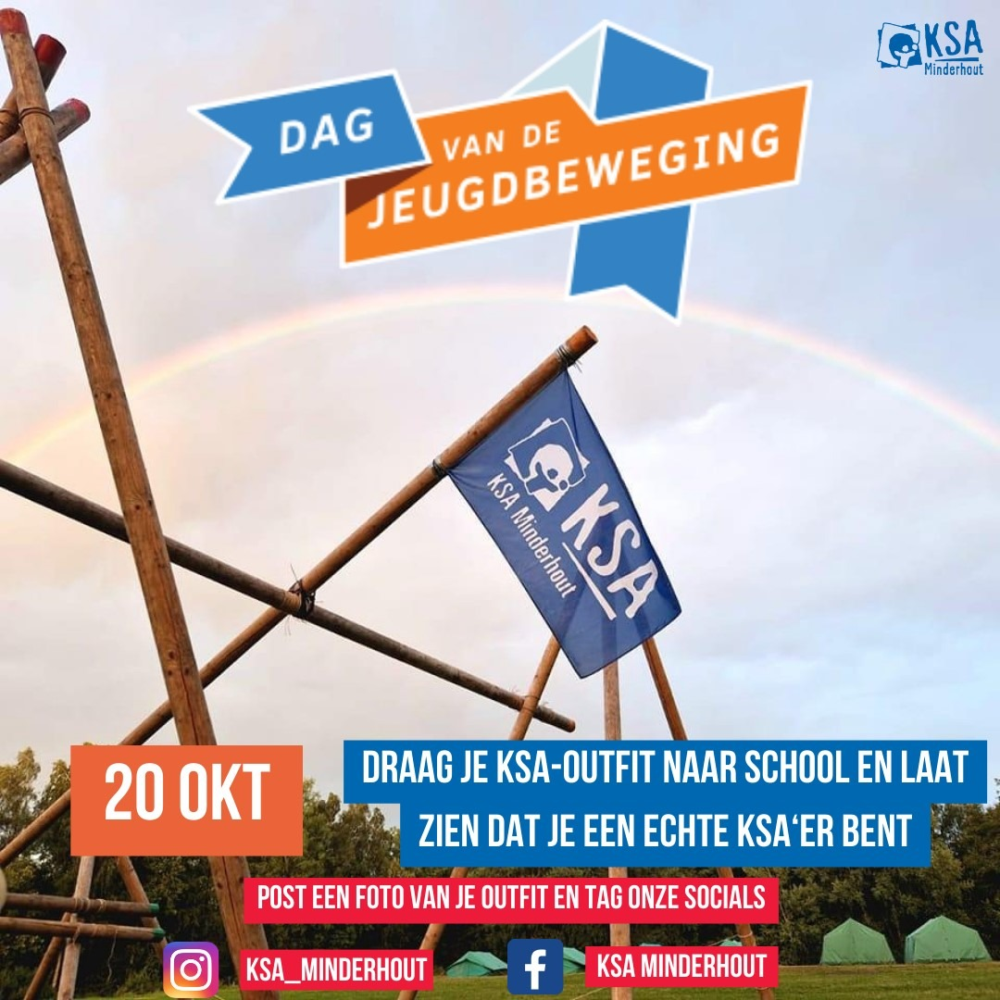 KSA
Minderhout
DAG
VAN DE
JEUGDBEWEGING
KSA
KSA Minderhout
20 OKT
DRAAG JE KSA-OUTFIT NAAR SCHOOL EN LAAT
ZIEN DAT JE EEN ECHTE KSA‘ER BENT
POST EEN FOTO VAN JE OUTFIT EN TAG ONZE SOCIALS
KSA_MINDERHOUT
KSA MINDERHOUT